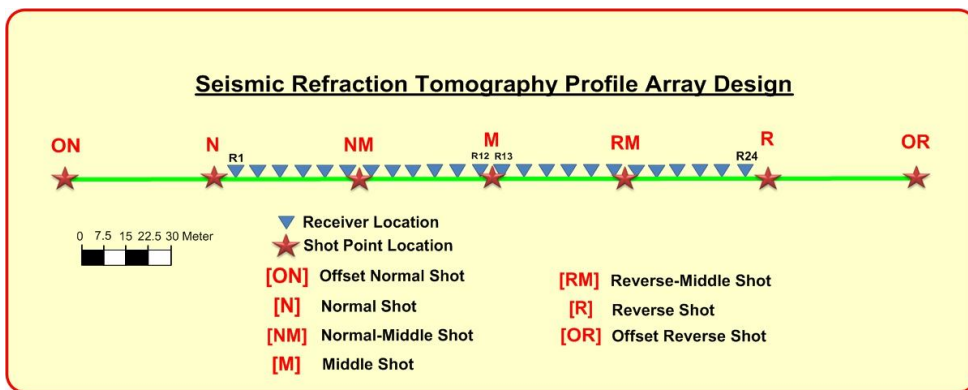 Seismic Refraction Tomography Profile Array Design
ON N NM M RM R OR
R1 R12 R13 R24
Receiver Location
Shot Point Location
0 7.5 15 22.5 30 Meter
[ON] Offset Normal Shot
[N] Normal Shot
[NM] Normal-Middle Shot
[M] Middle Shot
[RM] Reverse-Middle Shot
[R] Reverse Shot
[OR] Offset Reverse Shot